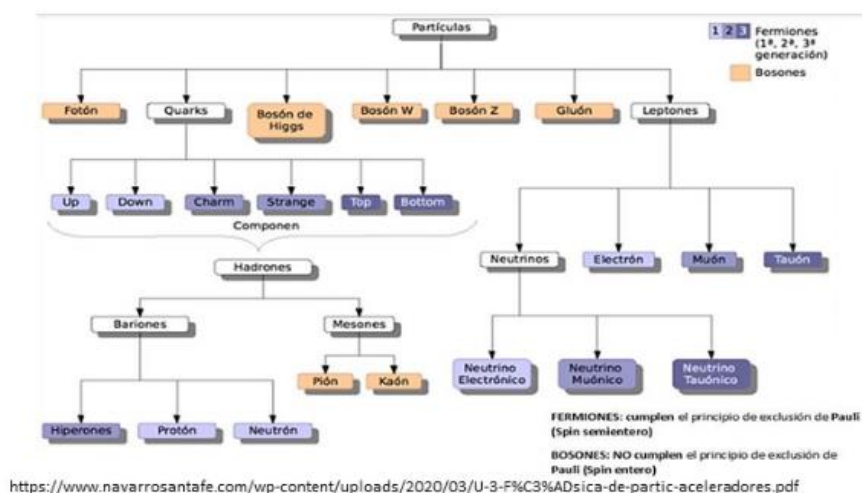 Partículas
1 2 3 Fermiones
(1ª, 2ª, 3ª
generación)
Bosones
Fotón
Quarks
Bosón de
Higgs
Bosón W
Bosón Z
Gluón
Leptones
Up
Down
Charm
Strange
Top
Bottom
Componen
Hadrones
Neutrinos
Electrón
Muón
Tauón
Bariones
Mesones
Pión
Kaón
Neutrino
Electrónico
Neutrino
Muónico
Neutrino
Tauónico
Hiperones
Protón
Neutrón
FERMIONES: cumplen el principio de exclusión de Pauli
(Spin semientero)
BOSONES: NO cumplen el principio de exclusión de
Pauli (Spin entero)
https://www.navarrosantafe.com/wp-content/uploads/2020/03/U-3-F%C3%ADsica-de-partic-aceleradores.pdf